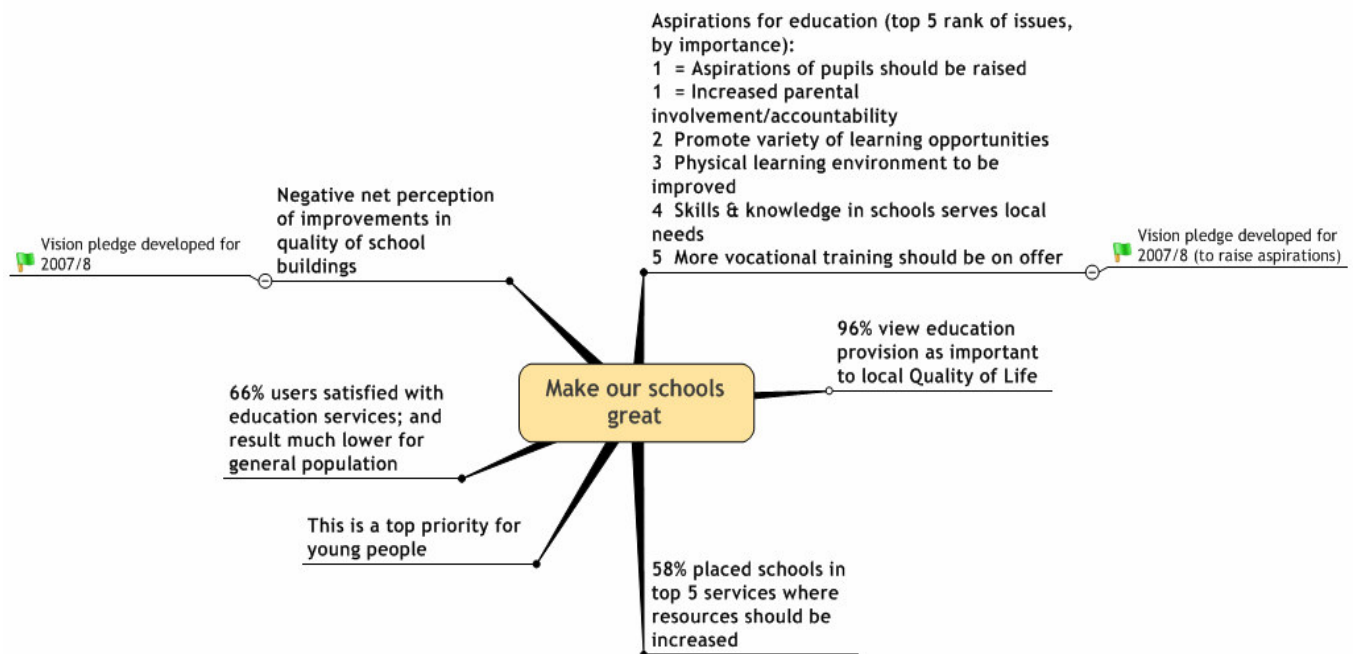 Aspirations for education (top 5 rank of issues,
by importance):
1 = Aspirations of pupils should be raised
1 = Increased parental
involvement/accountability
2 Promote variety of learning opportunities
3 Physical learning environment to be
improved
4 Skills & knowledge in schools serves local
needs
5 More vocational training should be on offer
Vision pledge developed for
2007/8 (to raise aspirations)
Negative net perception
of improvements in
quality of school
buildings
Vision pledge developed for
2007/8
96% view education
provision as important
to local Quality of Life
Make our schools
great
66% users satisfied with
education services; and
result much lower for
general population
This is a top priority for
young people
58% placed schools in
top 5 services where
resources should be
increased